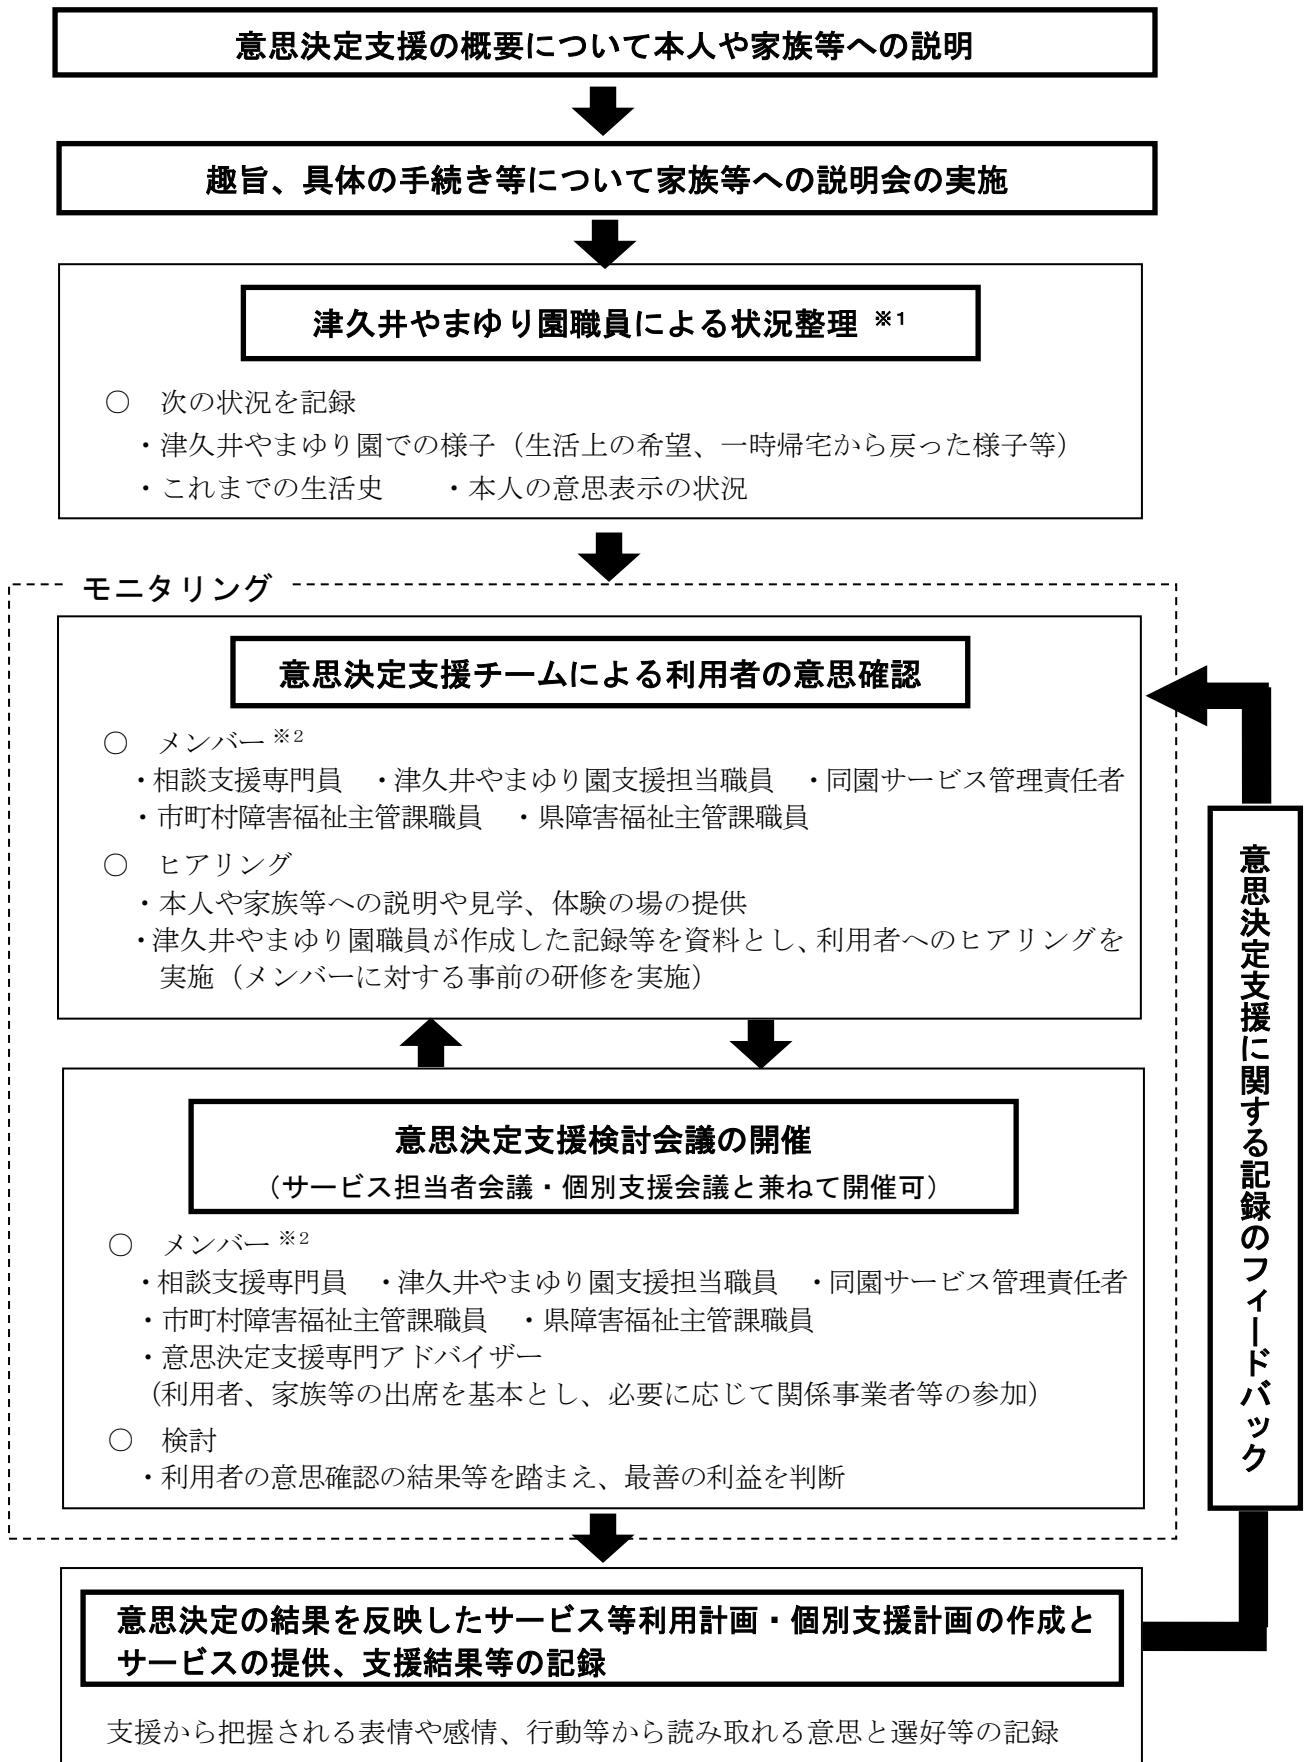 意思決定支援の概要について本人や家族等への説明
趣旨、具体の手続き等について家族等への説明会の実施
津久井やまゆり園職員による状況整理 ※1
○ 次の状況を記録
・津久井やまゆり園での様子（生活上の希望、一時帰宅から戻った様子等）
・これまでの生活史 ・本人の意思表示の状況
モニタリング
意思決定支援チームによる利用者の意思確認
○ メンバー※2
・相談支援専門員 ・津久井やまゆり園支援担当職員 ・同園サービス管理責任者
・市町村障害福祉主管課職員 ・県障害福祉主管課職員
○ ヒアリング
・本人や家族等への説明や見学、体験の場の提供
・津久井やまゆり園職員が作成した記録等を資料とし、利用者へのヒアリングを
実施（メンバーに対する事前の研修を実施）
意思決定支援検討会議の開催
（サービス担当者会議・個別支援会議と兼ねて開催可）
○ メンバー※2
・相談支援専門員 ・津久井やまゆり園支援担当職員 ・同園サービス管理責任者
・市町村障害福祉主管課職員 ・県障害福祉主管課職員
・意思決定支援専門アドバイザー
（利用者、家族等の出席を基本とし、必要に応じて関係事業者等の参加）
○ 検討
・利用者の意思確認の結果等を踏まえ、最善の利益を判断
意思決定の結果を反映したサービス等利用計画・個別支援計画の作成と
サービスの提供、支援結果等の記録
支援から把握される表情や感情、行動等から読み取れる意思と選好等の記録
意思決定支援に関する記録のフィードバック